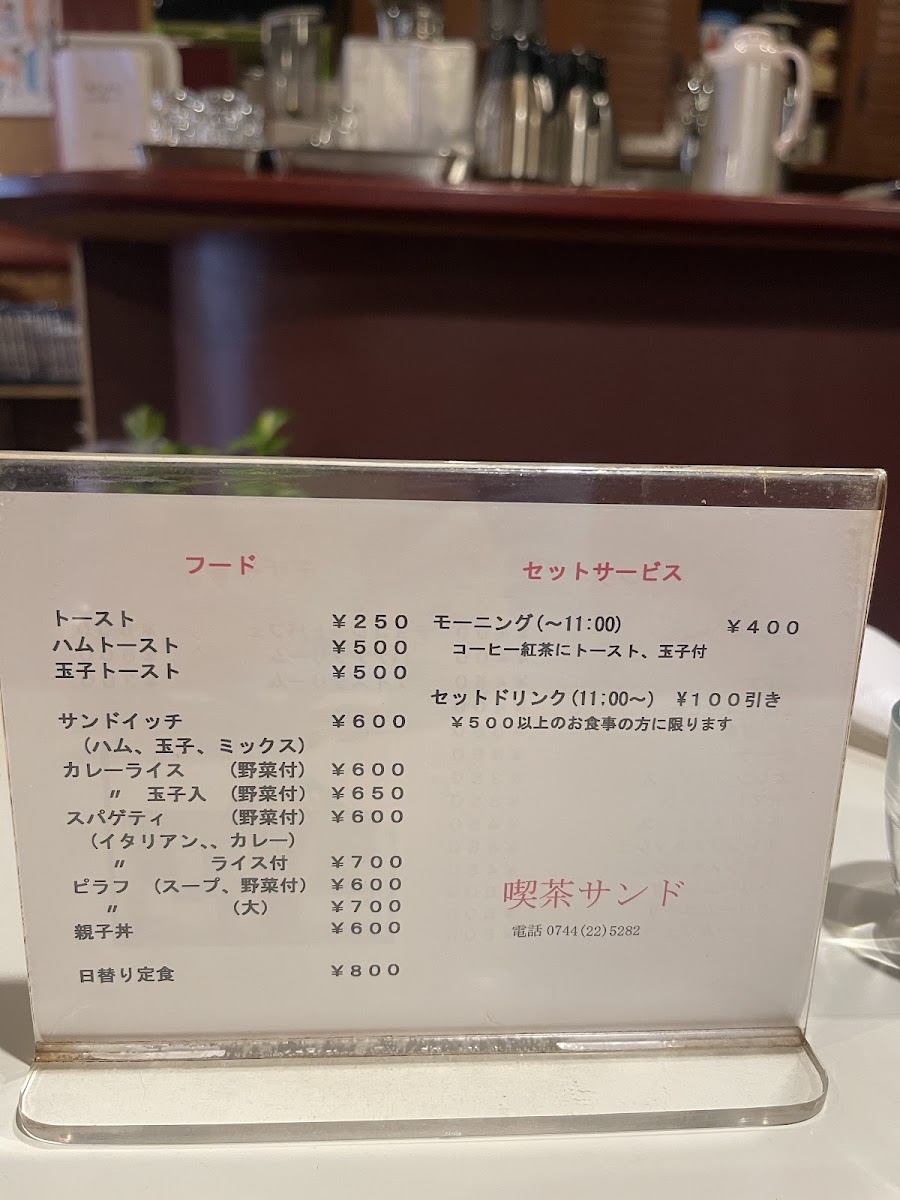 フード
トースト ￥２５０
ハムトースト ￥５００
玉子トースト ￥５００
サンドイッチ ￥６００
（ハム、玉子、ミックス）
カレーライス （野菜付） ￥６００
〃 玉子入 （野菜付） ￥６５０
スパゲティ （野菜付） ￥６００
（イタリアン、、カレー）
〃 ライス付 ￥７００
ピラフ （スープ、野菜付） ￥６００
〃 （大） ￥７００
親子丼 ￥６００
日替り定食 ￥８００
セットサービス
モーニング(～11:00) ￥４００
コーヒー紅茶にトースト、玉子付
セットドリンク(11:00～) ￥１００引き
￥５００以上のお食事の方に限ります
喫茶サンド
電話 0744(22)5282